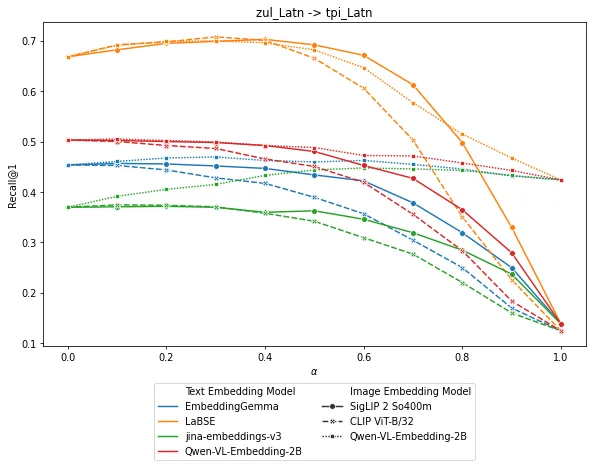 zul_Latn -> tpi_Latn
Recall@1
0.7
0.6
0.5
0.4
0.3
0.2
0.1
0.0 0.2 0.4 0.6 0.8 1.0
α
Text Embedding Model Image Embedding Model
EmbeddingGemma SigLIP 2 So400m
LaBSE CLIP ViT-B/32
jina-embeddings-v3 Qwen-VL-Embedding-2B
Qwen-VL-Embedding-2B